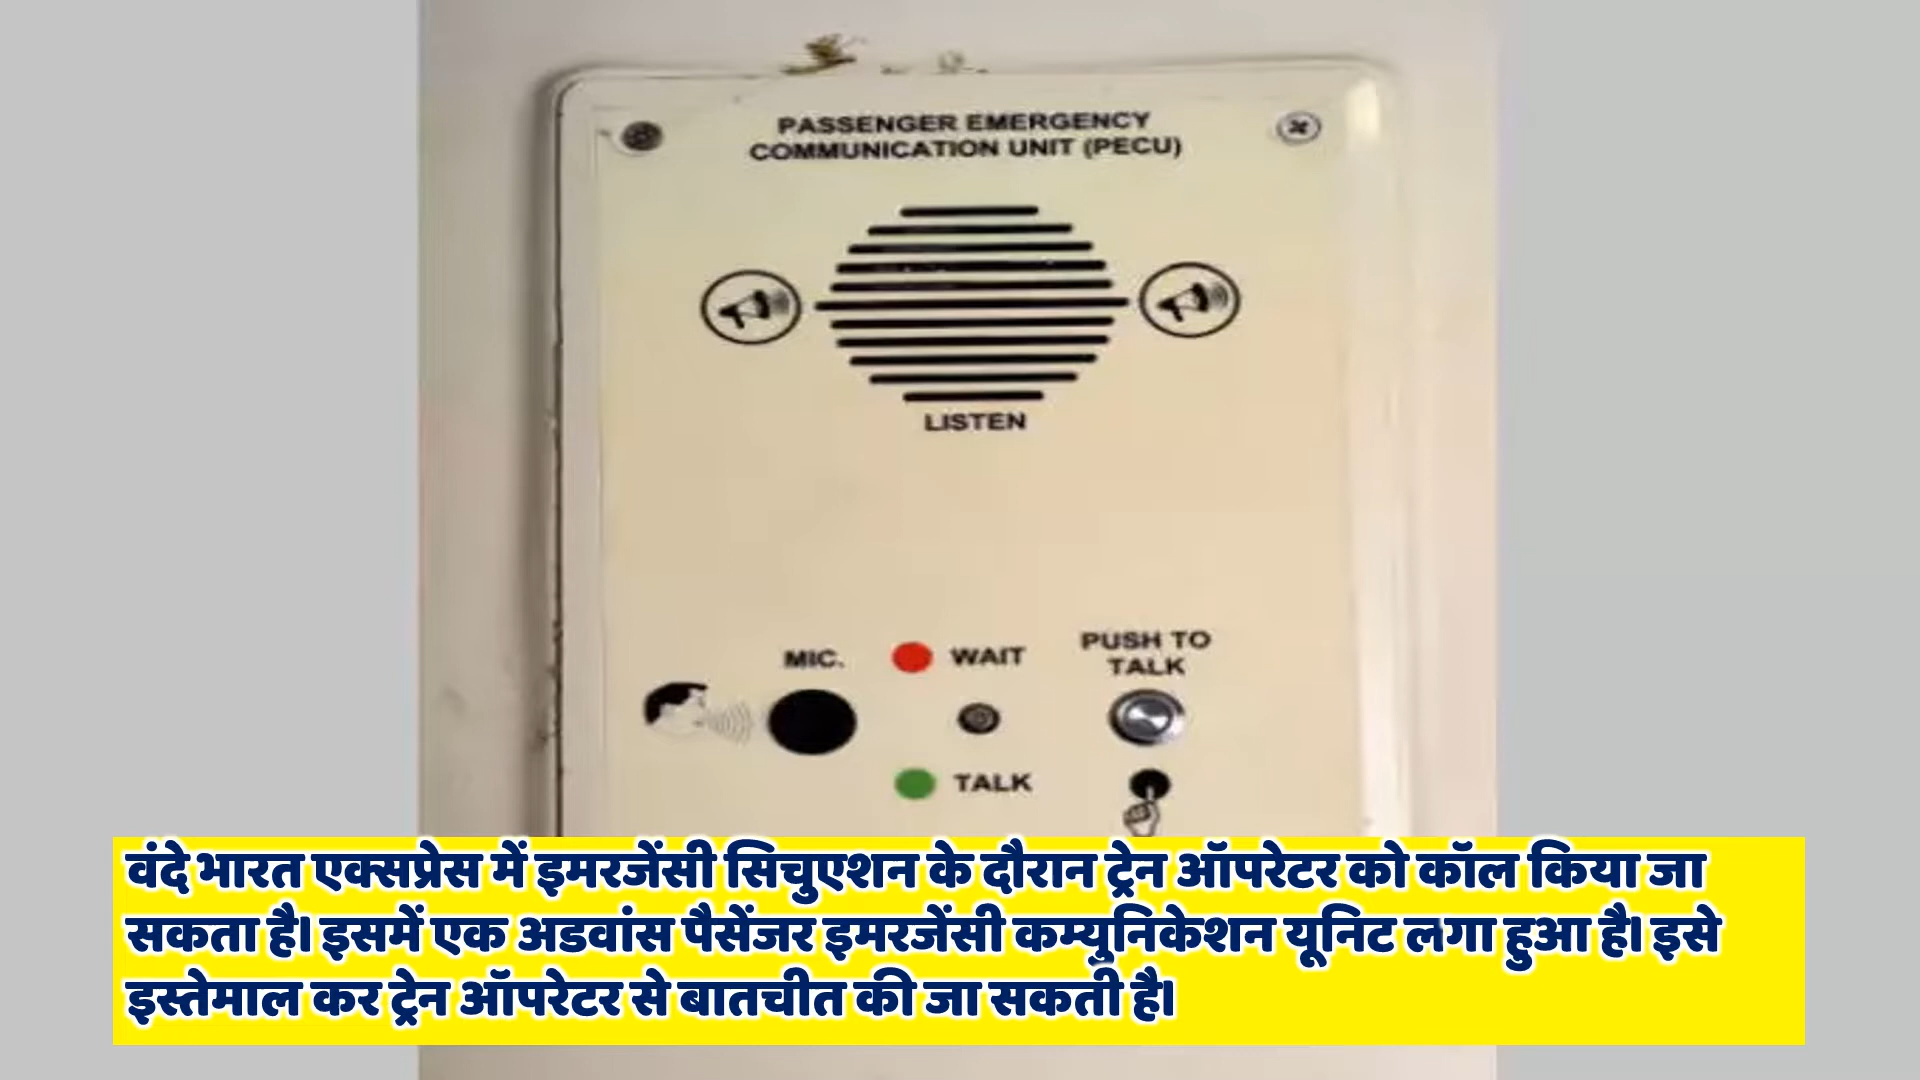 PASSENGER EMERGENCY
COMMUNICATION UNIT (PECU)
LISTEN
MIC.
WAIT
PUSH TO
TALK
TALK
वंदे भारत एक्सप्रेस में इमरजेंसी सिचुएशन के दौरान ट्रेन ऑपरेटर को कॉल किया जा
सकता है। इसमें एक अडवांस पैसेंजर इमरजेंसी कम्युनिकेशन यूनिट लगा हुआ है। इसे
इस्तेमाल कर ट्रेन ऑपरेटर से बातचीत की जा सकती है।